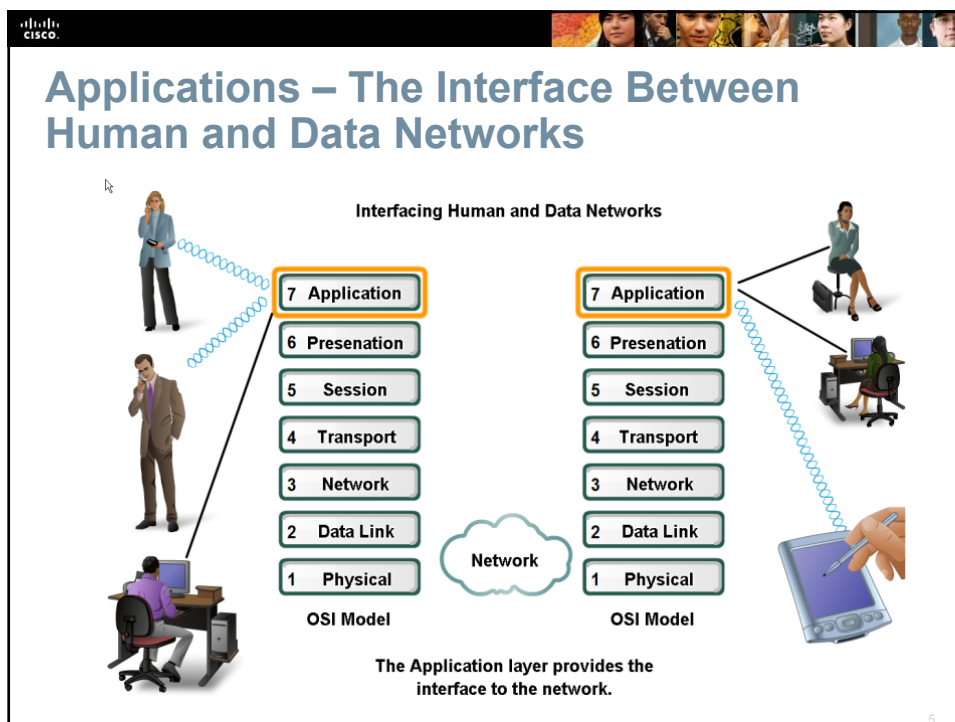 CISCO.
Applications – The Interface Between
Human and Data Networks
Interfacing Human and Data Networks
7 Application
6 Presenation
5 Session
4 Transport
3 Network
2 Data Link
1 Physical
OSI Model
Network
7 Application
6 Presenation
5 Session
4 Transport
3 Network
2 Data Link
1 Physical
OSI Model
The Application layer provides the
interface to the network.
5